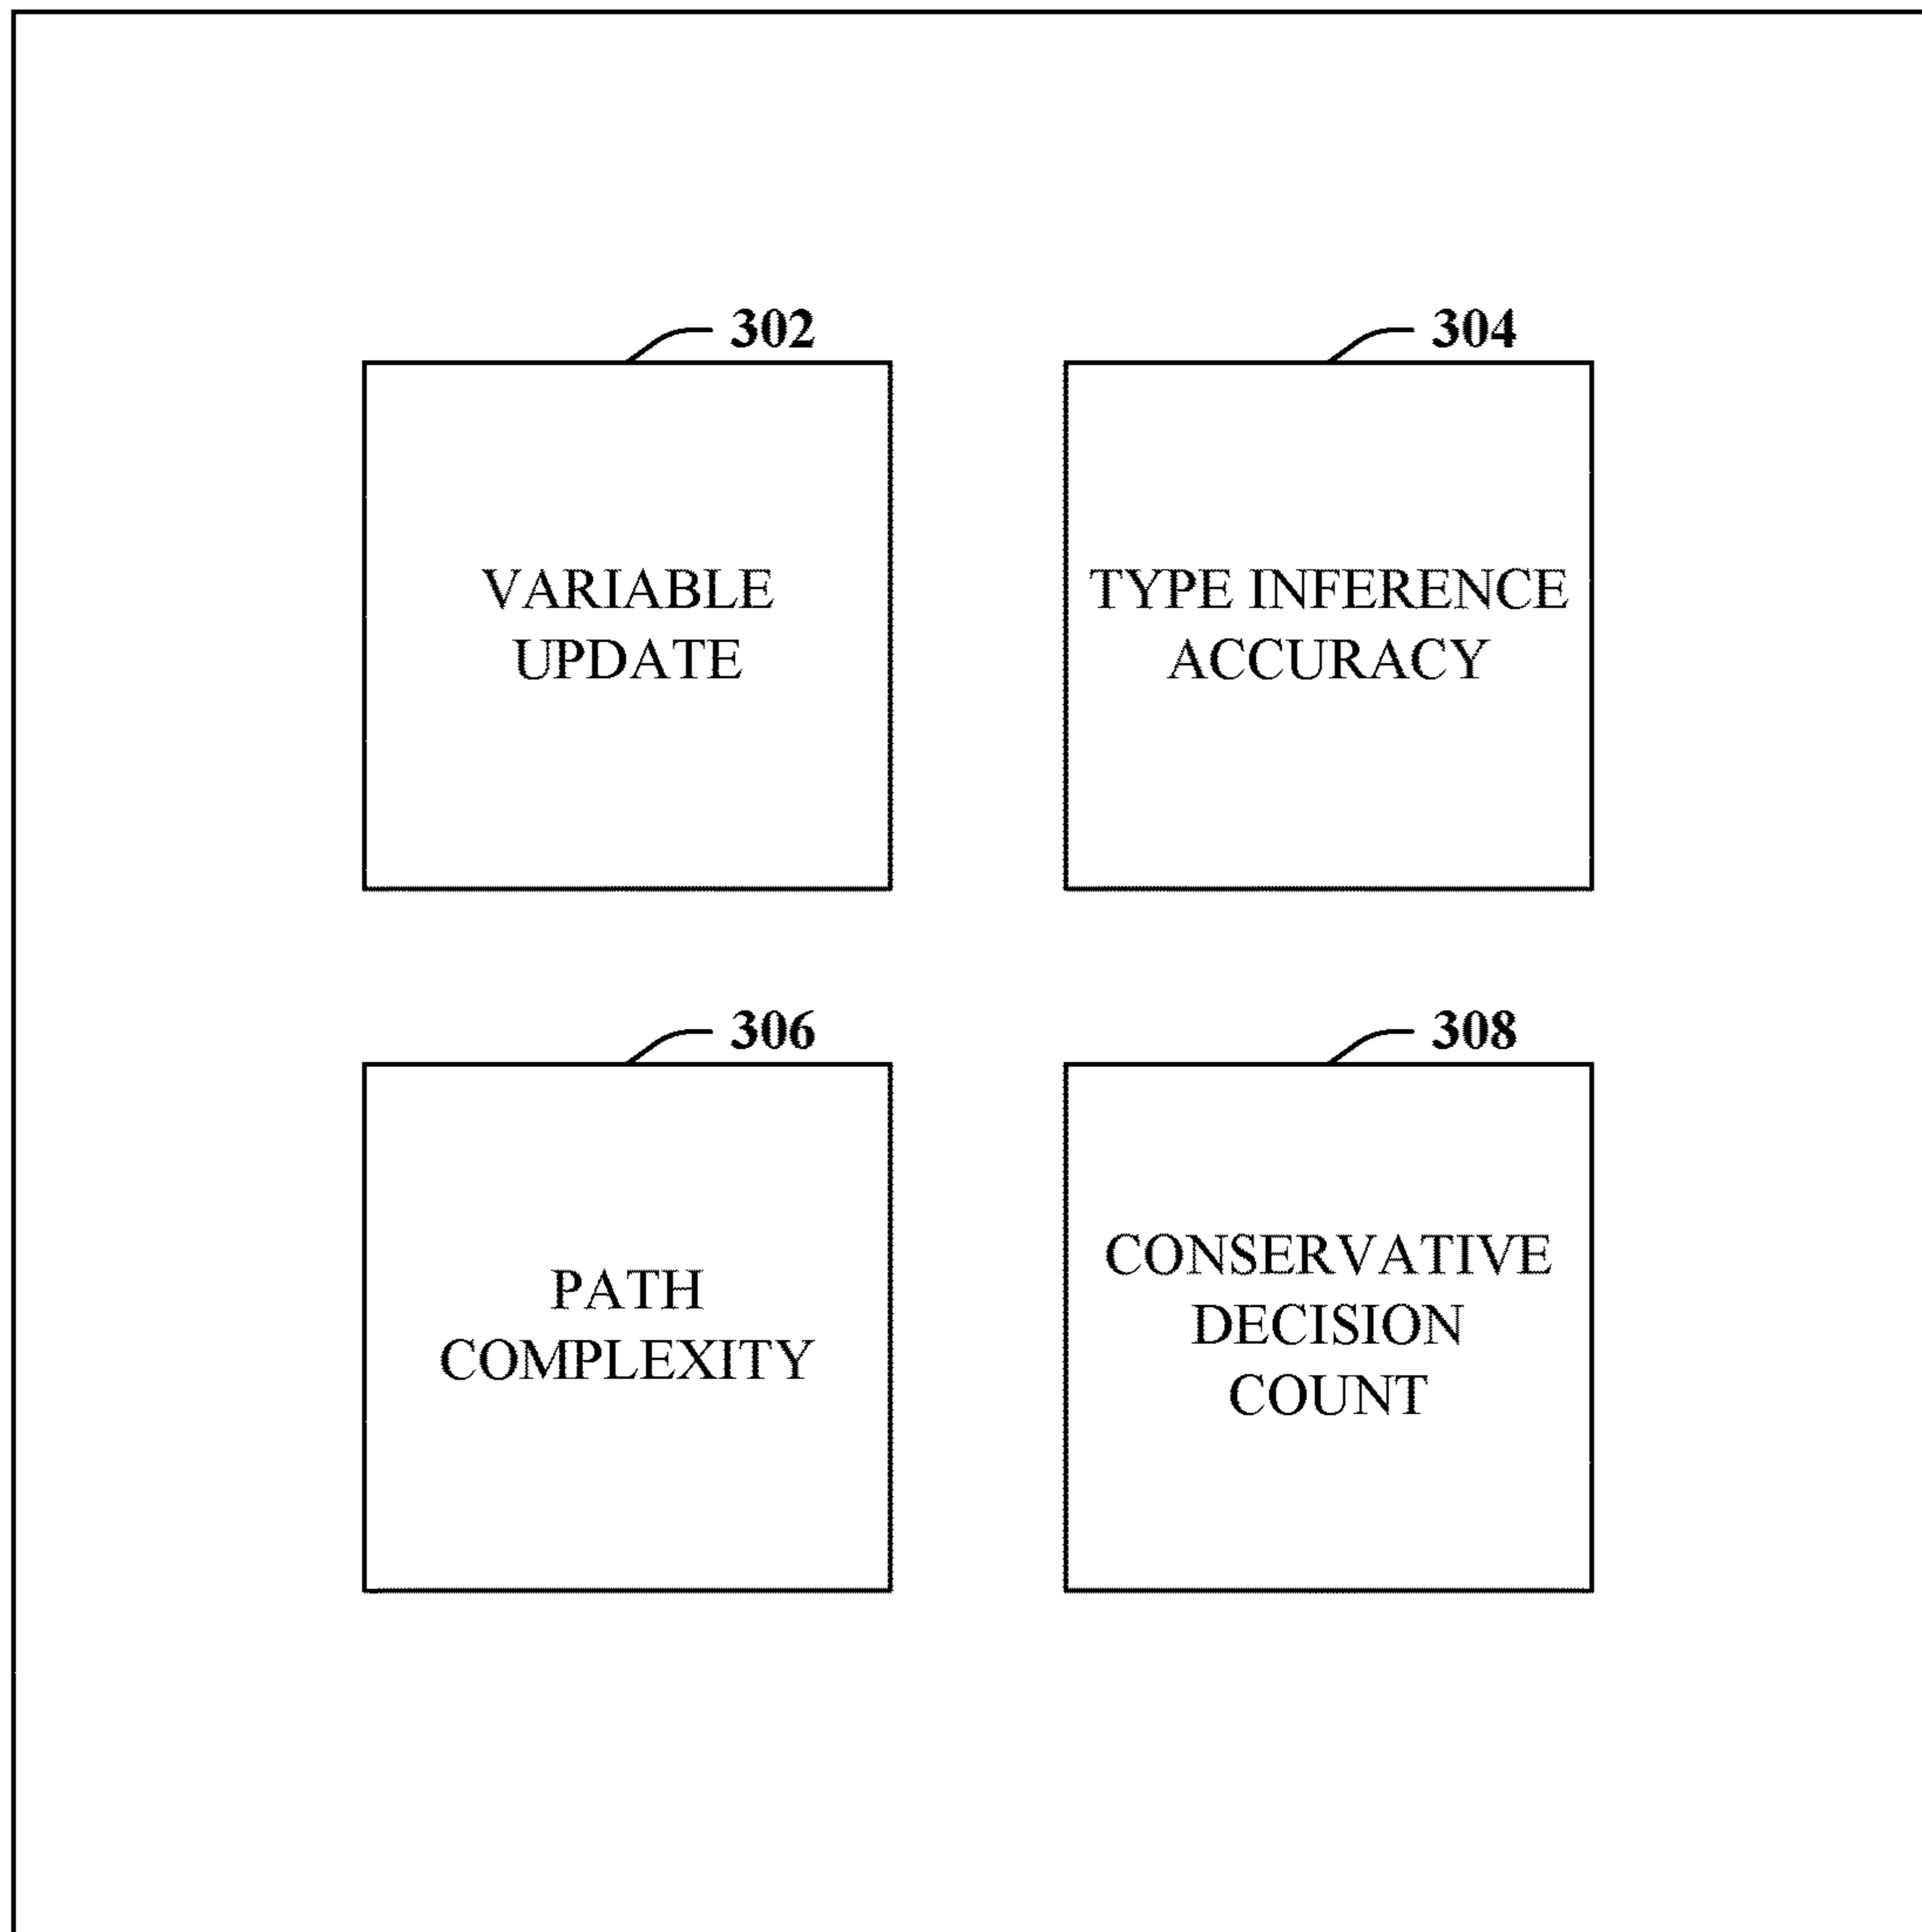 302
VARIABLE
UPDATE
304
TYPE INFERENCE
ACCURACY
306
PATH
COMPLEXITY
308
CONSERVATIVE
DECISION
COUNT